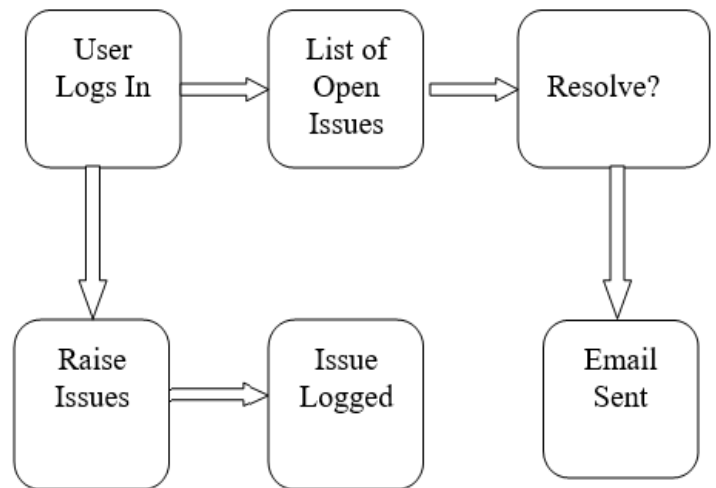 User
Logs In
List of
Open
Issues
Resolve?
Raise
Issues
Issue
Logged
Email
Sent